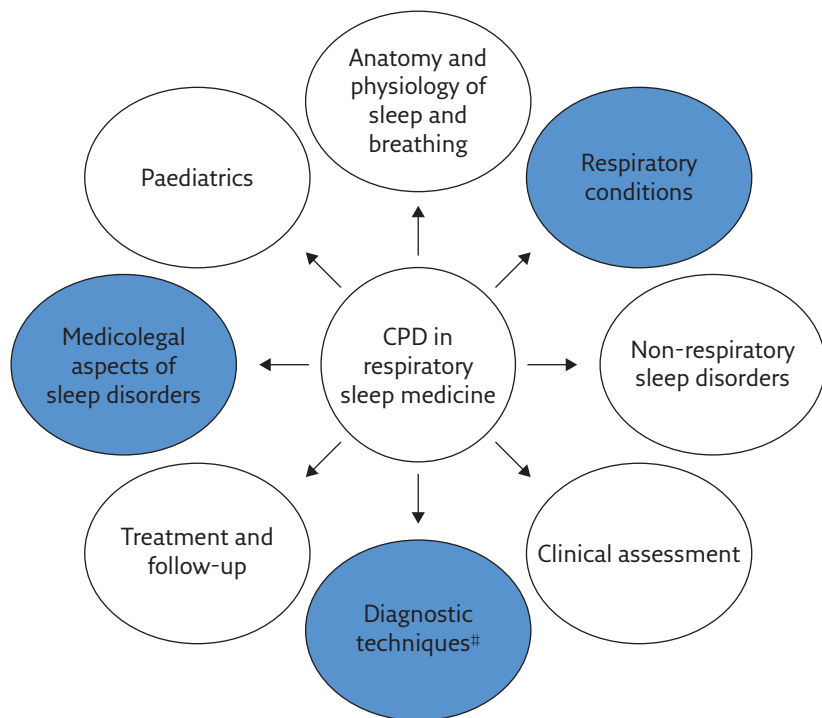 Anatomy and
physiology of
sleep and
breathing
Respiratory
conditions
Non-respiratory
sleep disorders
Clinical assessment
Diagnostic
techniques⌗
Treatment and
follow-up
Medicolegal
aspects of
sleep disorders
Paediatrics
CPD in
respiratory
sleep medicine